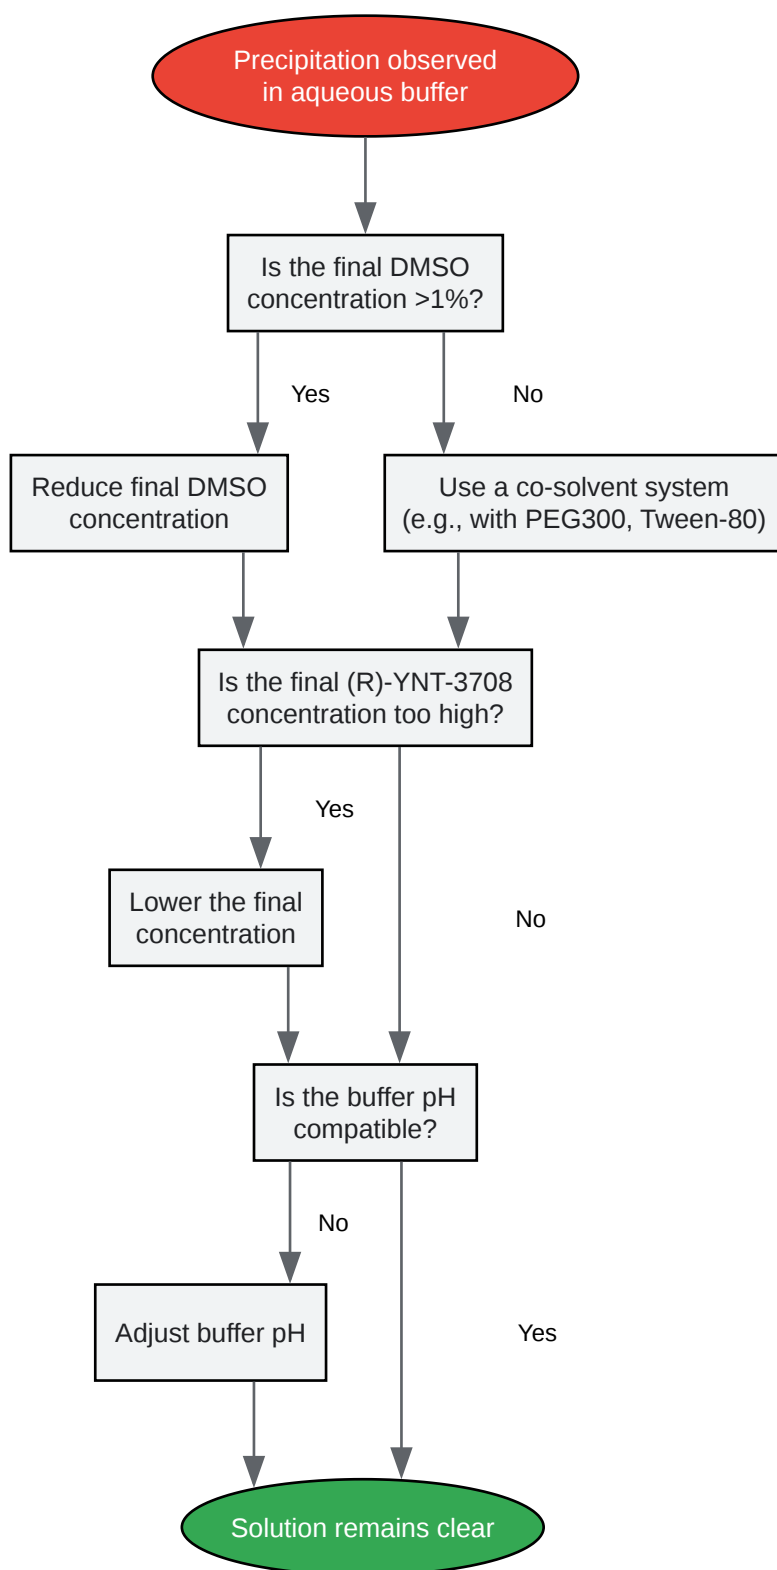 Precipitation observed
in aqueous buffer
Is the final DMSO
concentration >1%?
Yes
No
Reduce final DMSO
concentration
Use a co-solvent system
(e.g., with PEG300, Tween-80)
Is the final (R)-YNT-3708
concentration too high?
Yes
Lower the final
concentration
No
Is the buffer pH
compatible?
No
Adjust buffer pH
Yes
Solution remains clear